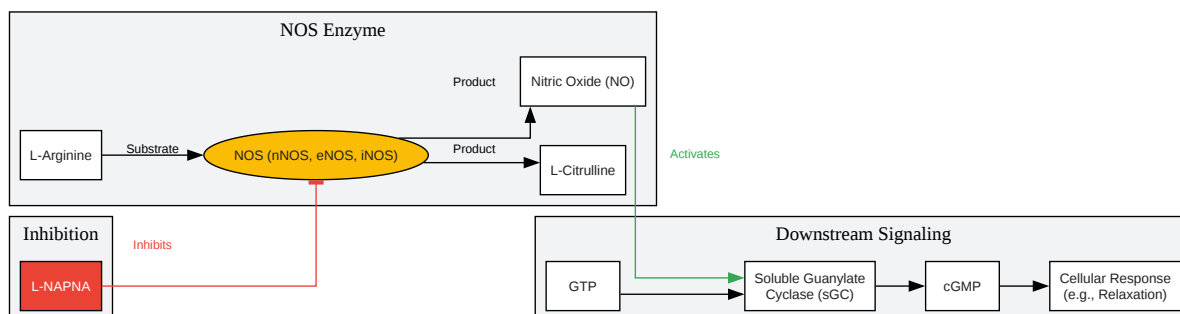 NOS Enzyme
Product
Nitric Oxide (NO)
L-Arginine
Substrate
NOS (nNOS, eNOS, iNOS)
Product
L-Citrulline
Activates
Inhibition
Inhibits
L-NAPNA
Downstream Signaling
GTP
Soluble Guanylate
Cyclase (sGC)
cGMP
Cellular Response
(e.g., Relaxation)